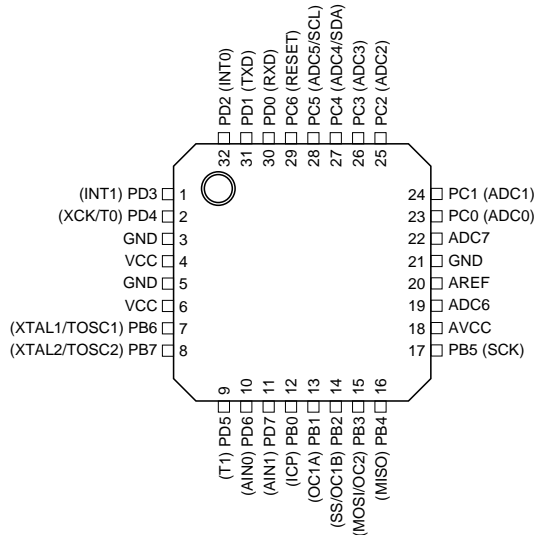 PD2 (INT0)
PD1 (TXD)
PD0 (RXD)
PC6 (RESET)
PC5 (ADC5/SCL)
PC4 (ADC4/SDA)
PC3 (ADC3)
PC2 (ADC2)
32
31
30
29
28
27
26
25
(INT1) PD3 1
(XCK/T0) PD4 2
GND 3
VCC 4
GND 5
VCC 6
(XTAL1/TOSC1) PB6 7
(XTAL2/TOSC2) PB7 8
24 PC1 (ADC1)
23 PC0 (ADC0)
22 ADC7
21 GND
20 AREF
19 ADC6
18 AVCC
17 PB5 (SCK)
9
10
11
12
13
14
15
16
(T1) PD5
(AIN0) PD6
(AIN1) PD7
(ICP) PB0
(OC1A) PB1
(SS/OC1B) PB2
(MOSI/OC2) PB3
(MISO) PB4